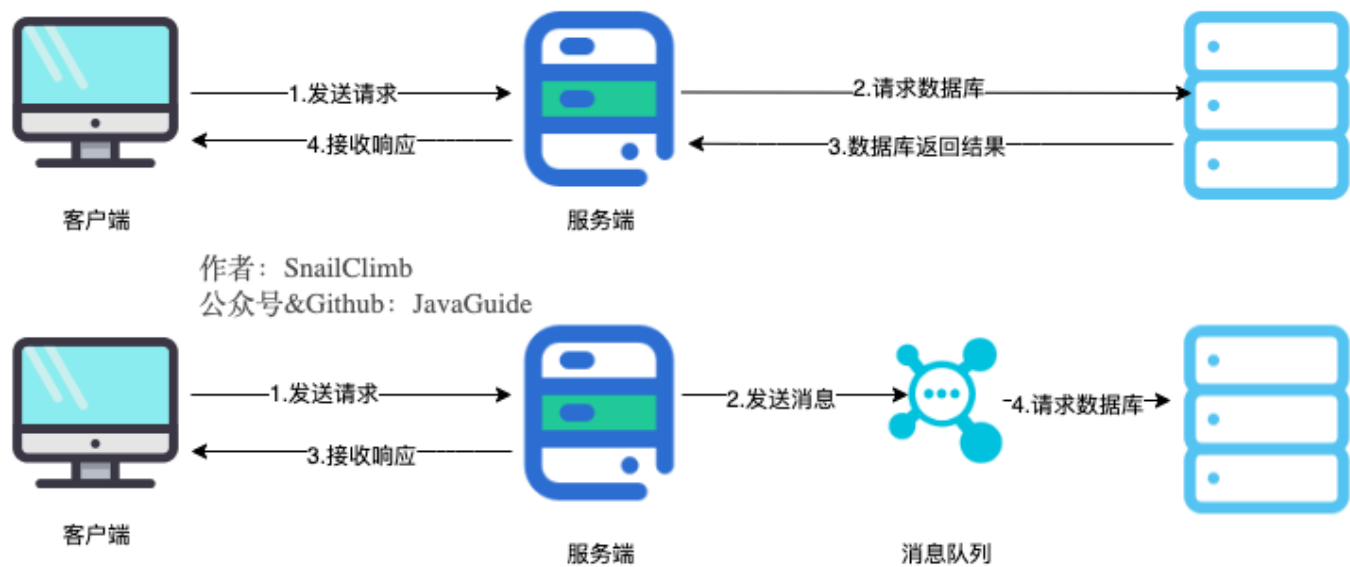 1.发送请求
2.请求数据库
4.接收响应
3.数据库返回结果
客户端
服务端
作者：SnailClimb
公众号&Github：JavaGuide
1.发送请求
2.发送消息
4.请求数据库
3.接收响应
客户端
服务端
消息队列